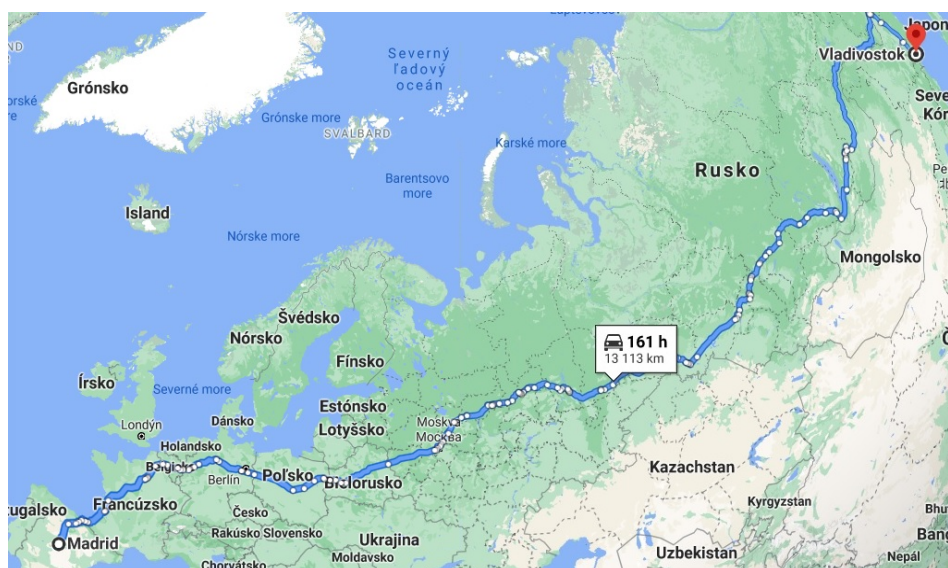 Japon
Vladivostok
Severný
ľadový
oceán
Grónsko
Grónske more
SVALBARD
Karské more
Barentsovo
more
Rusko
Island
Nórske more
Mongolsko
Švédsko
Nórsko
Fínsko
161 h
13 113 km
Írsko
Severné more
Dánsko
Estónsko
Lotyšsko
Moskva
Москва
Londýn
Holandsko
Berlín
Poľsko
Bielorusko
Kazachstan
Francúzsko
Česko
Rakúsko
Slovensko
Ukrajina
Moldavsko
Kyrgyzstan
Madrid
Uzbekistan
Nepál